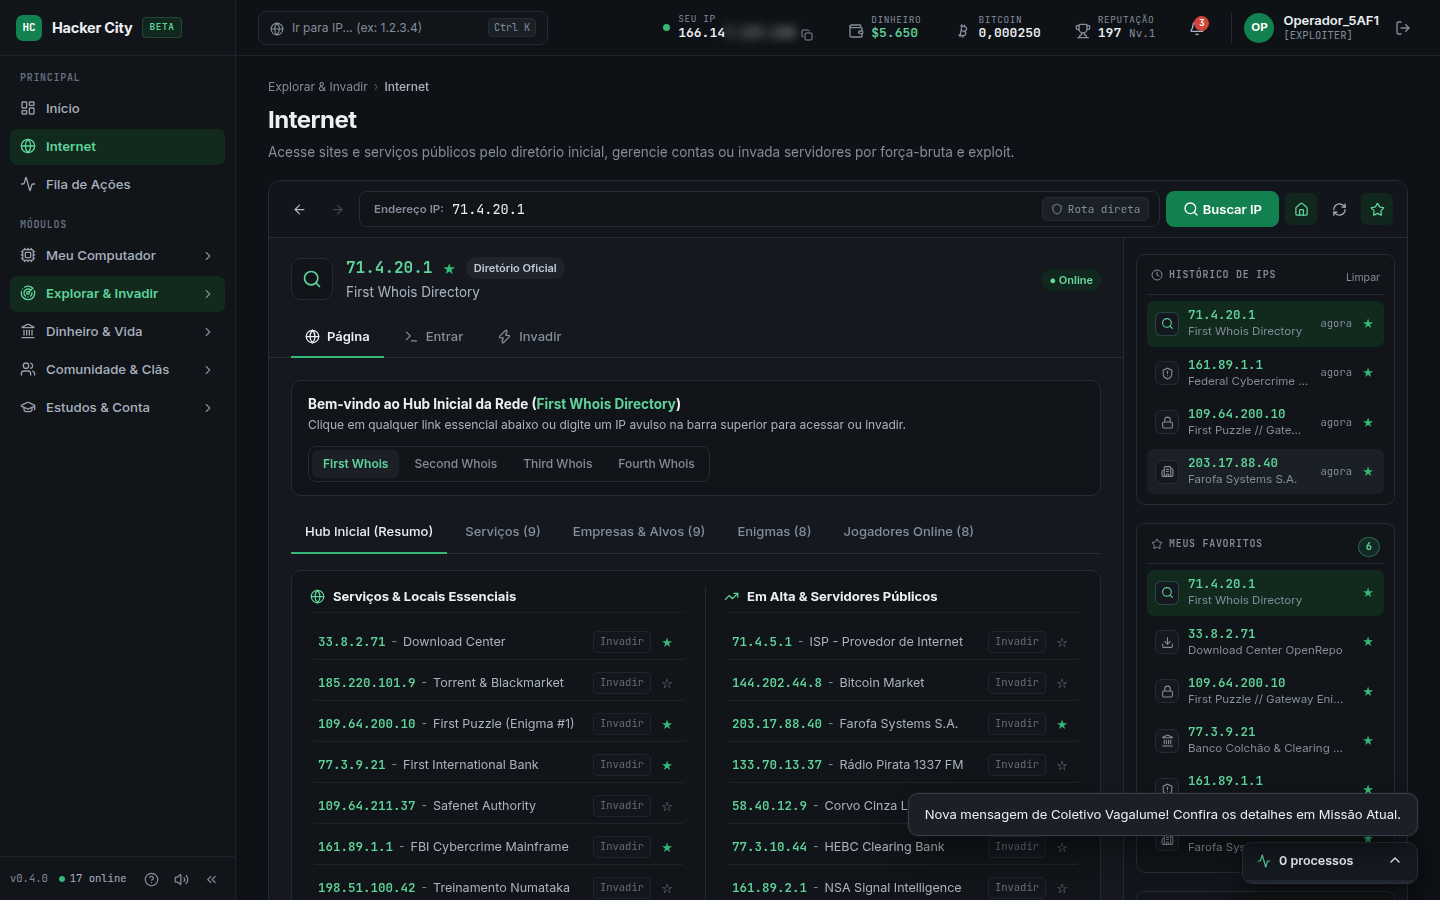 HC Hacker City BETA
Ir para IP... (ex: 1.2.3.4) Ctrl K
SEU IP
166.14
DINHEIRO
$5.650
BITCOIN
0,000250
REPUTAÇÃO
197 Nv.1
3
OP
Operador_5AF1
[EXPLOITER]
PRINCIPAL
Início
Internet
Fila de Ações
MÓDULOS
Meu Computador
Explorar & Invadir
Dinheiro & Vida
Comunidade & Clãs
Estudos & Conta
v0.4.0 17 online
Explorar & Invadir › Internet
Internet
Acesse sites e serviços públicos pelo diretório inicial, gerencie contas ou invada servidores por força-bruta e exploit.
Endereço IP: 71.4.20.1 Rota direta Buscar IP
71.4.20.1 ★ Diretório Oficial
First Whois Directory
Online
Página Entrar Invadir
Bem-vindo ao Hub Inicial da Rede (First Whois Directory)
Clique em qualquer link essencial abaixo ou digite um IP avulso na barra superior para acessar ou invadir.
First Whois Second Whois Third Whois Fourth Whois
Hub Inicial (Resumo) Serviços (9) Empresas & Alvos (9) Enigmas (8) Jogadores Online (8)
Serviços & Locais Essenciais
33.8.2.71 - Download Center Invadir ★
185.220.101.9 - Torrent & Blackmarket Invadir ☆
109.64.200.10 - First Puzzle (Enigma #1) Invadir ★
77.3.9.21 - First International Bank Invadir ★
109.64.211.37 - Safenet Authority Invadir ☆
161.89.1.1 - FBI Cybercrime Mainframe Invadir ★
198.51.100.42 - Treinamento Numataka Invadir ☆
Em Alta & Servidores Públicos
71.4.5.1 - ISP - Provedor de Internet Invadir ☆
144.202.44.8 - Bitcoin Market Invadir ☆
203.17.88.40 - Farofa Systems S.A. Invadir ★
133.70.13.37 - Rádio Pirata 1337 FM Invadir ☆
58.40.12.9 - Corvo Cinza L
77.3.10.44 - HEBC Clearing Bank Invadir ☆
161.89.2.1 - NSA Signal Intelligence Invadir ☆
HISTÓRICO DE IPS Limpar
71.4.20.1
First Whois Directory agora ★
161.89.1.1
Federal Cybercrime ... agora ★
109.64.200.10
First Puzzle // Gate... agora ★
203.17.88.40
Farofa Systems S.A. agora ★
MEUS FAVORITOS 6
71.4.20.1
First Whois Directory ★
33.8.2.71
Download Center OpenRepo ★
109.64.200.10
First Puzzle // Gateway Eni... ★
77.3.9.21
Banco Colchão & Clearing ... ★
161.89.1.1
Nova mensagem de Coletivo Vagalume! Confira os detalhes em Missão Atual.
Farofa Sys
0 processos